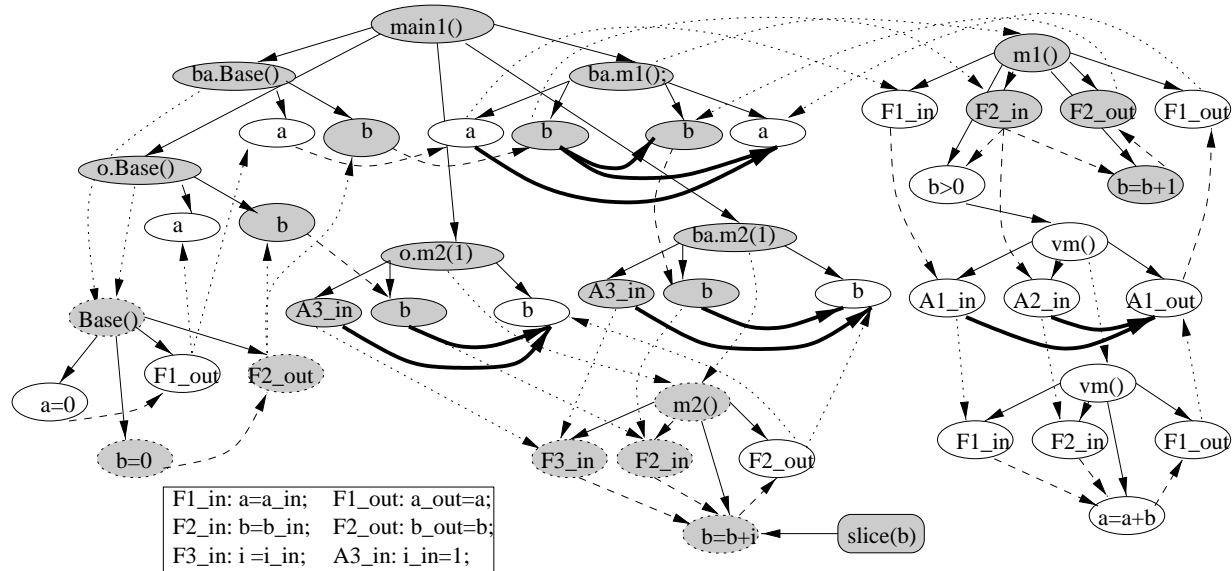 main1()
m1()
ba.Base()
ba.m1();
F1_in
F2_in
F2_out
F1_out
a
b
a
b
b
a
o.Base()
b>0
b=b+1
a
b
o.m2(1)
ba.m2(1)
vm()
A3_in
b
b
A3_in
b
b
A1_in
A2_in
A1_out
Base()
F1_out
F2_out
a=0
m2()
vm()
b=0
F3_in
F2_in
F2_out
F1_in
F2_in
F1_out
a=a+b
b=b+i
slice(b)
F1_in: a=a_in; F1_out: a_out=a;
F2_in: b=b_in; F2_out: b_out=b;
F3_in: i =i_in; A3_in: i_in=1;